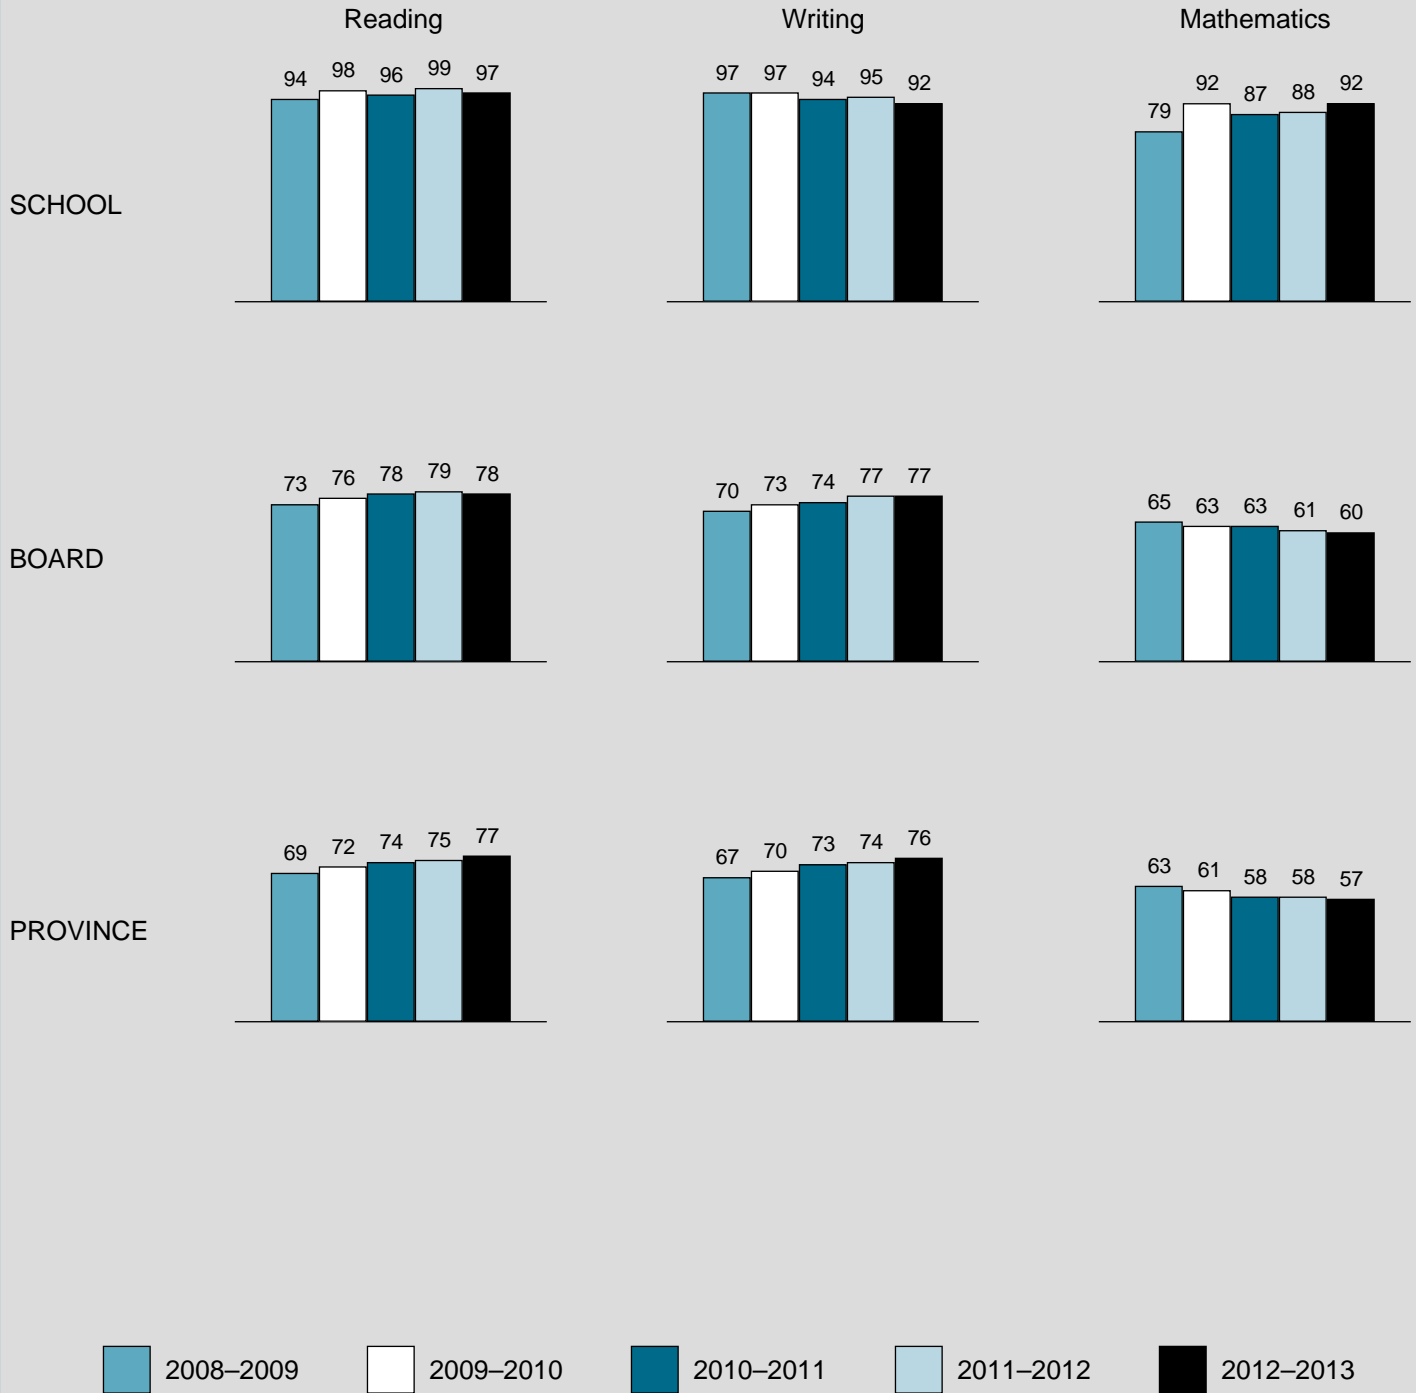 Reading Writing Mathematics
94 98 96 99 97 97 97 94 95 92 79 92 87 88 92
SCHOOL
73 76 78 79 78 70 73 74 77 77 65 63 63 61 60
BOARD
69 72 74 75 77 67 70 73 74 76 63 61 58 58 57
PROVINCE
2008–2009 2009–2010 2010–2011 2011–2012 2012–2013